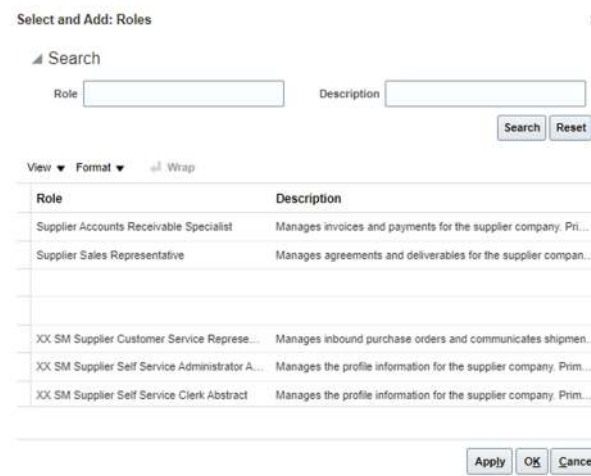 Select and Add: Roles
Search
Role Description
Search Reset
View Format Wrap
Role Description
Supplier Accounts Receivable Specialist Manages invoices and payments for the supplier company. Pri...
Supplier Sales Representative Manages agreements and deliverables for the supplier compan...
XX SM Supplier Customer Service Represe... Manages inbound purchase orders and communicates shipmen...
XX SM Supplier Self Service Administrator A... Manages the profile information for the supplier company. Prim...
XX SM Supplier Self Service Clerk Abstract Manages the profile information for the supplier company. Prim...
Apply OK Cance